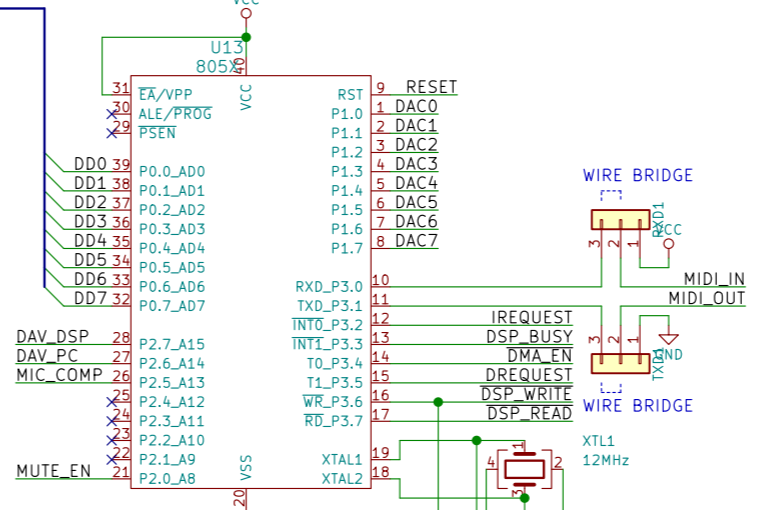 VCC
U13
805X
40
VCC
31 EA/VPP
30 ALE/PROG
29 PSEN
DD0 39 P0.0_AD0
DD1 38 P0.1_AD1
DD2 37 P0.2_AD2
DD3 36 P0.3_AD3
DD4 35 P0.4_AD4
DD5 34 P0.5_AD5
DD6 33 P0.6_AD6
DD7 32 P0.7_AD7
DAV_DSP 28 P2.7_A15
DAV_PC 27 P2.6_A14
MIC_COMP 26 P2.5_A13
25 P2.4_A12
24 P2.3_A11
23 P2.2_A10
22 P2.1_A9
MUTE_EN 21 P2.0_A8
VSS
20
RST 9 RESET
P1.0 1 DAC0
P1.1 2 DAC1
P1.2 3 DAC2
P1.3 4 DAC3
P1.4 5 DAC4
P1.5 6 DAC5
P1.6 7 DAC6
P1.7 8 DAC7
RXD_P3.0 10
TXD_P3.1 11
INT0_P3.2 12 IREQUEST
INT1_P3.3 13 DSP_BUSY
T0_P3.4 14 DMA_EN
T1_P3.5 15 DREQUEST
WR_P3.6 16 DSP_WRITE
RD_P3.7 17 DSP_READ
XTAL1 19
XTAL2 18
WIRE BRIDGE
RXD1
3 2 1
VCC
MIDI_IN
MIDI_OUT
3 2 1
TXD1
GND
WIRE BRIDGE
XTL1
12MHz
1
4 2
3